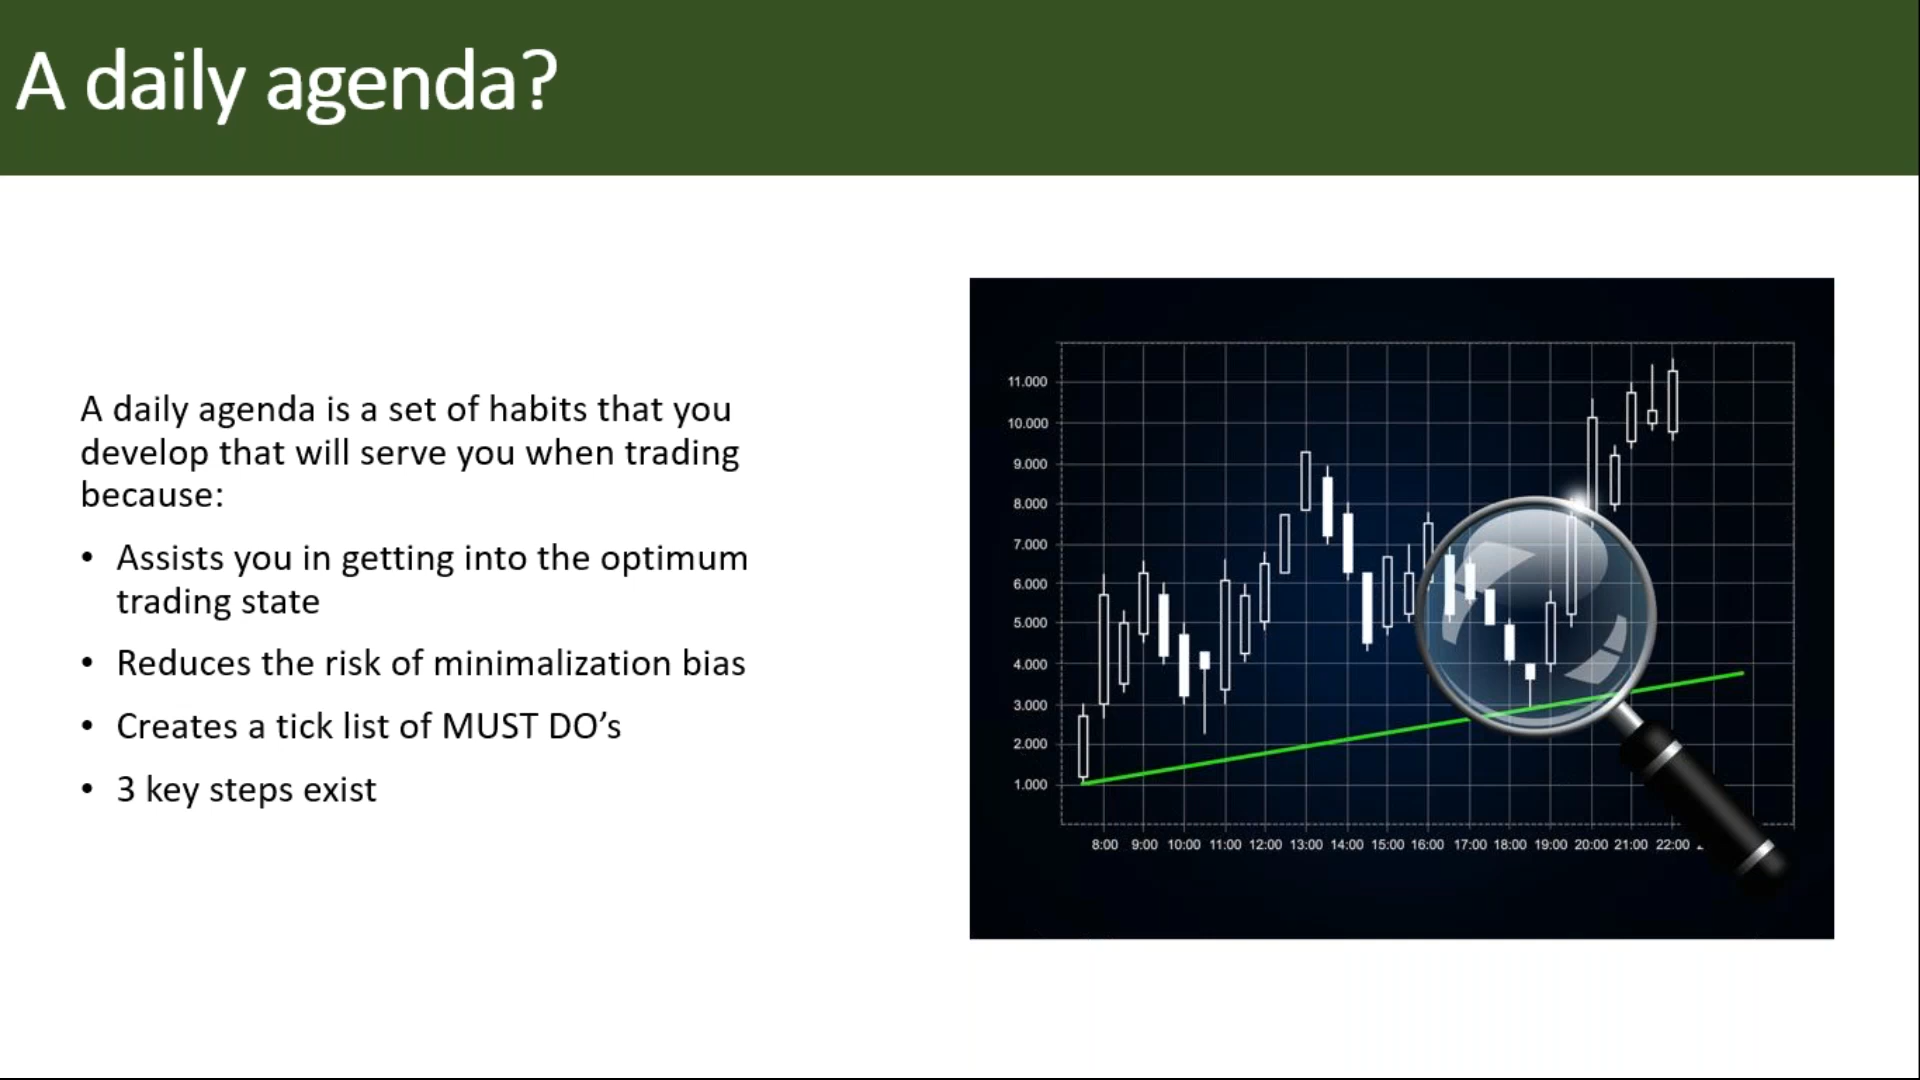 A daily agenda?
A daily agenda is a set of habits that you
develop that will serve you when trading
because:
• Assists you in getting into the optimum
trading state
• Reduces the risk of minimalization bias
• Creates a tick list of MUST DO’s
• 3 key steps exist
11.000
10.000
9.000
8.000
7.000
6.000
5.000
4.000
3.000
2.000
1.000
8:00 9:00 10:00 11:00 12:00 13:00 14:00 15:00 16:00 17:00 18:00 19:00 20:00 21:00 22:00